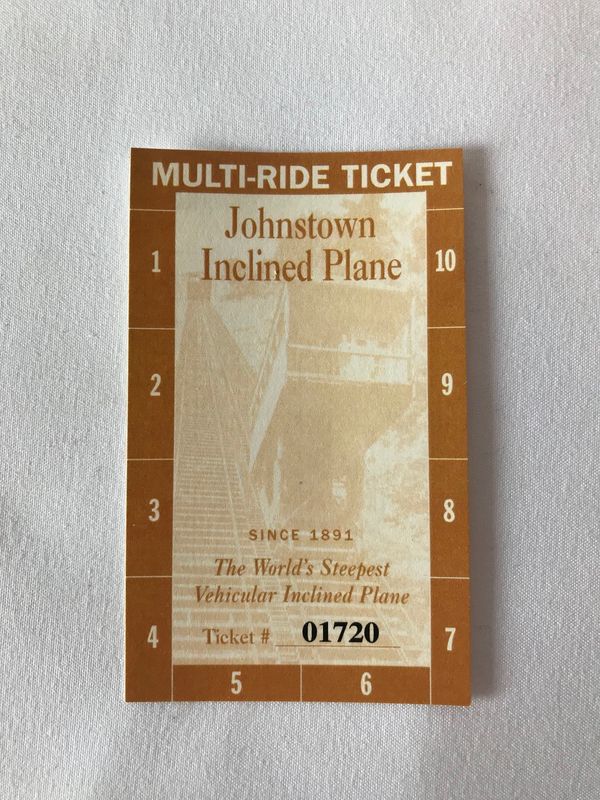 MULTI-RIDE TICKET
Johnstown
Inclined Plane
1
2
3
4
5
6
7
8
9
10
SINCE 1891
The World's Steepest
Vehicular Inclined Plane
Ticket # 01720